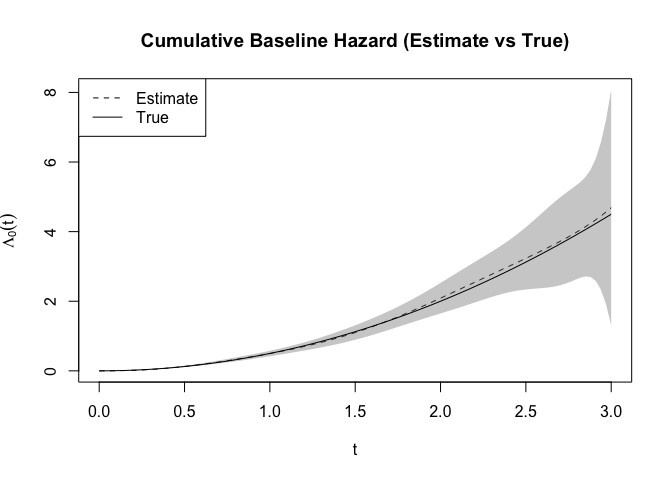 Cumulative Baseline Hazard (Estimate vs True)
Estimate
True
Λ₀(t)
8
6
4
2
0
0.0 0.5 1.0 1.5 2.0 2.5 3.0
t